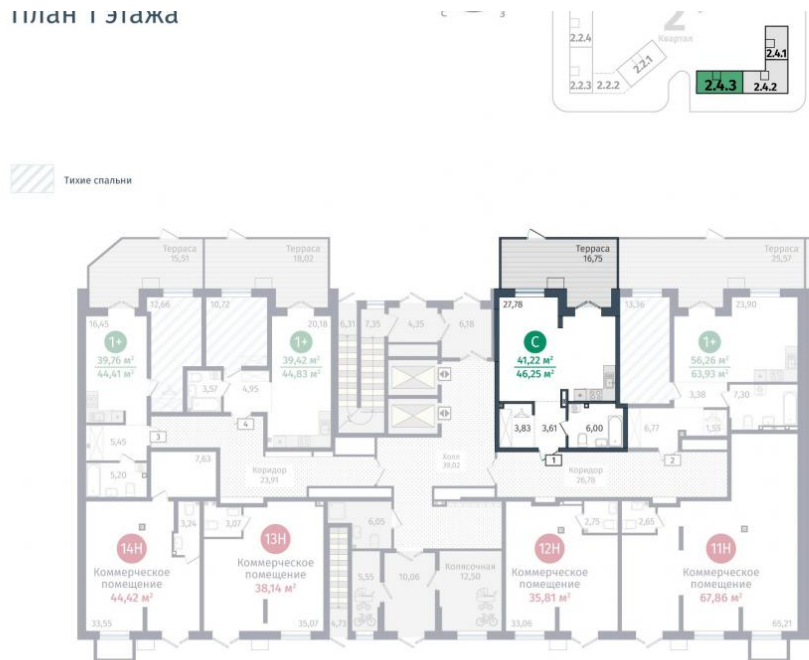 План 1 этажа
С
З
2
Квартал
2.2.4
2.2.1
2.2.3
2.2.2
2.4.1
2.4.3
2.4.2
Тихие спальни
Терраса
15,51
Терраса
18,02
Терраса
16,75
Терраса
25,57
16,45
12,66
10,72
20,18
6,31
7,35
4,35
6,18
27,78
13,36
23,90
1+
39,76 м²
44,41 м²
1+
39,42 м²
44,83 м²
С
41,22 м²
46,25 м²
1+
56,26 м²
63,93 м²
3,57
4,95
3,38
7,30
3,83
3,61
6,00
6,77
1,55
5,45
3
4
1
2
5,20
7,63
Коридор
23,91
Холл
39,02
Коридор
26,78
3,24
3,07
6,05
2,75
2,65
14Н
Коммерческое
помещение
44,42 м²
13Н
Коммерческое
помещение
38,14 м²
12Н
Коммерческое
помещение
35,81 м²
11Н
Коммерческое
помещение
67,86 м²
5,55
10,06
Колясочная
12,50
33,55
35,07
4,73
33,06
65,21